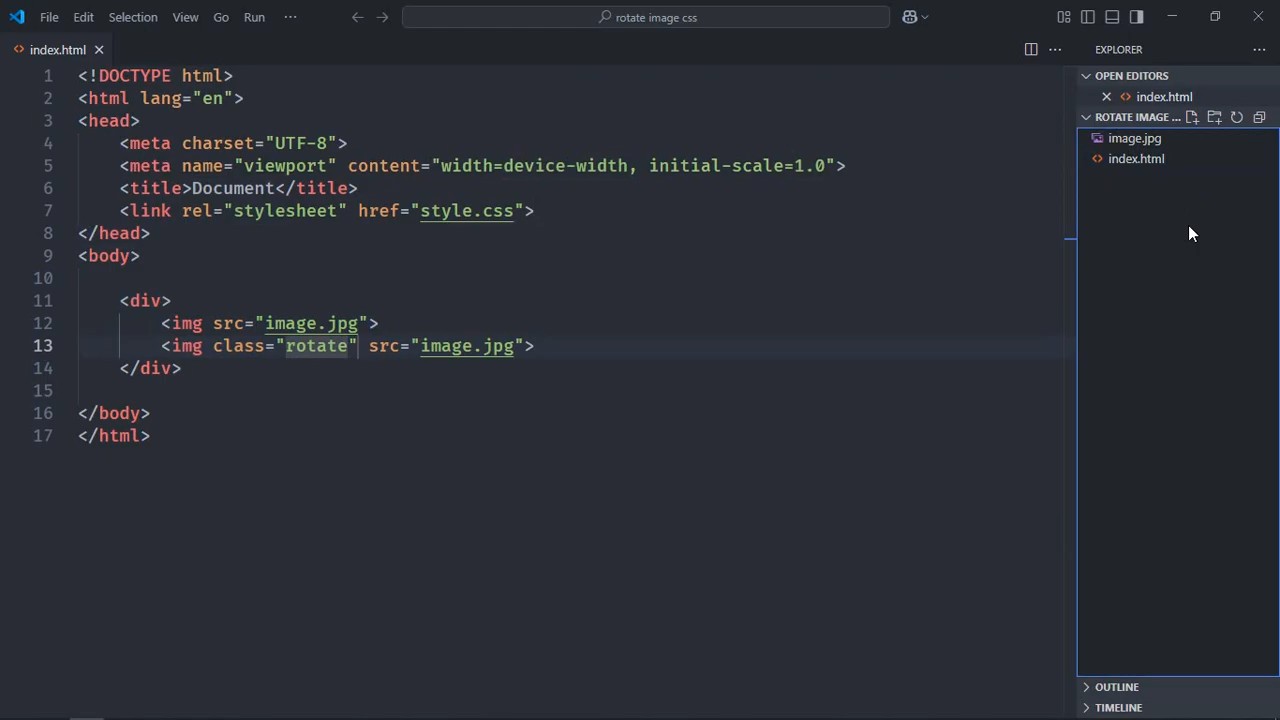 File Edit Selection View Go Run ··· rotate image css
index.html
EXPLORER
OPEN EDITORS
index.html
ROTATE IMAGE ...
image.jpg
index.html
1 <!DOCTYPE html>
2 <html lang="en">
3 <head>
4 <meta charset="UTF-8">
5 <meta name="viewport" content="width=device-width, initial-scale=1.0">
6 <title>Document</title>
7 <link rel="stylesheet" href="style.css">
8 </head>
9 <body>
10
11 <div>
12 <img src="image.jpg">
13 <img class="rotate" src="image.jpg">
14 </div>
15
16 </body>
17 </html>
OUTLINE
TIMELINE